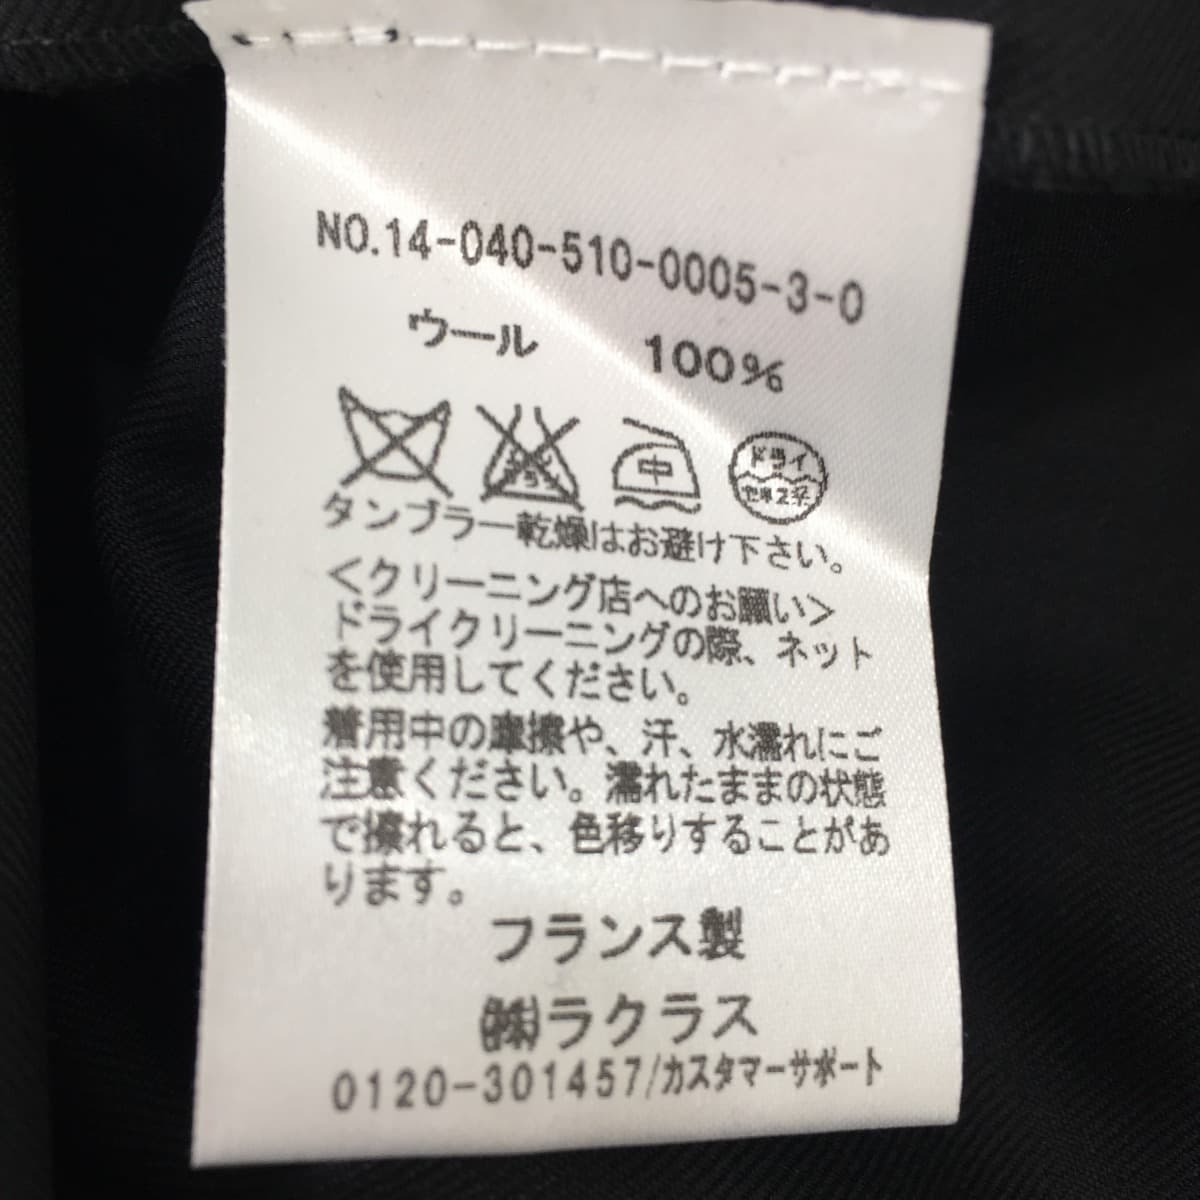 NO.14-040-510-0005-3-0
ウール 100%
中
ドライ
セキユ系
タンブラー乾燥はお避け下さい。
<クリーニング店へのお願い>
ドライクリーニングの際、ネット
を使用してください。
着用中の摩擦や、汗、水濡れにご
注意ください。濡れたままの状態
で擦れると、色移りすることがあ
ります。
フランス製
㈱ラクラス
0120-301457/カスタマーサポート